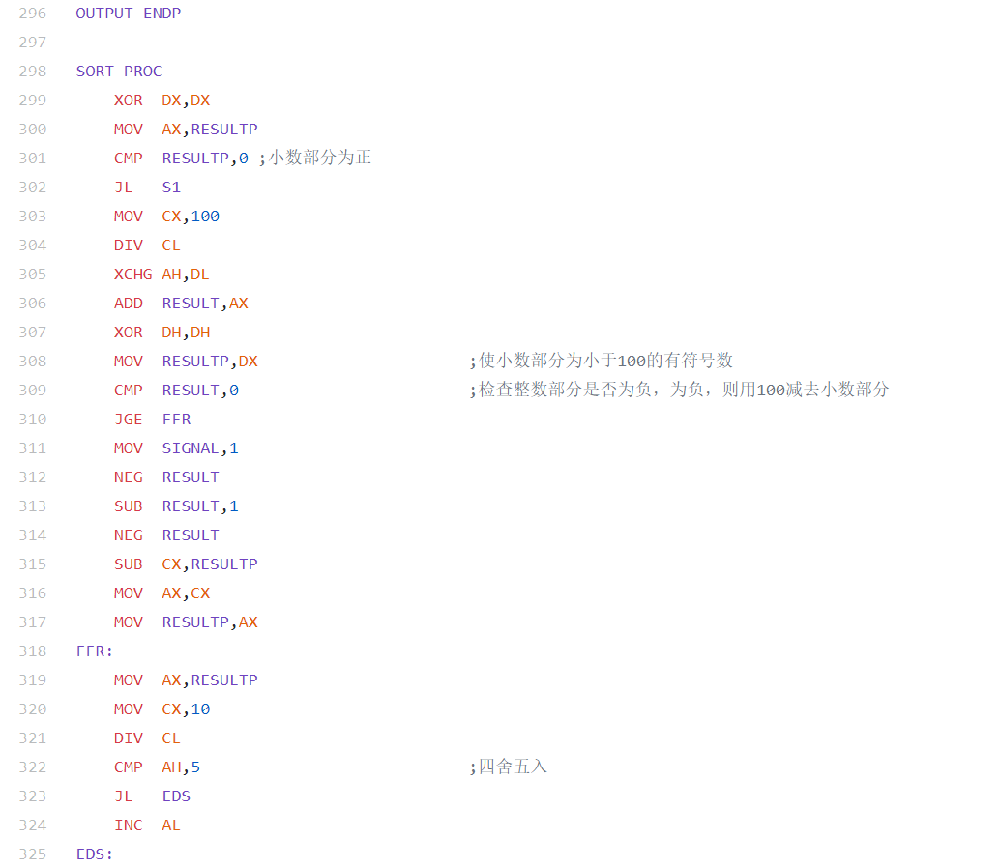 296 OUTPUT ENDP
297
298 SORT PROC
299 XOR DX,DX
300 MOV AX,RESULTP
301 CMP RESULTP,0 ;小数部分为正
302 JL S1
303 MOV CX,100
304 DIV CL
305 XCHG AH,DL
306 ADD RESULT,AX
307 XOR DH,DH
308 MOV RESULTP,DX ;使小数部分为小于100的有符号数
309 CMP RESULT,0 ;检查整数部分是否为负，为负，则用100减去小数部分
310 JGE FFR
311 MOV SIGNAL,1
312 NEG RESULT
313 SUB RESULT,1
314 NEG RESULT
315 SUB CX,RESULTP
316 MOV AX,CX
317 MOV RESULTP,AX
318 FFR:
319 MOV AX,RESULTP
320 MOV CX,10
321 DIV CL
322 CMP AH,5 ;四舍五入
323 JL EDS
324 INC AL
325 EDS: